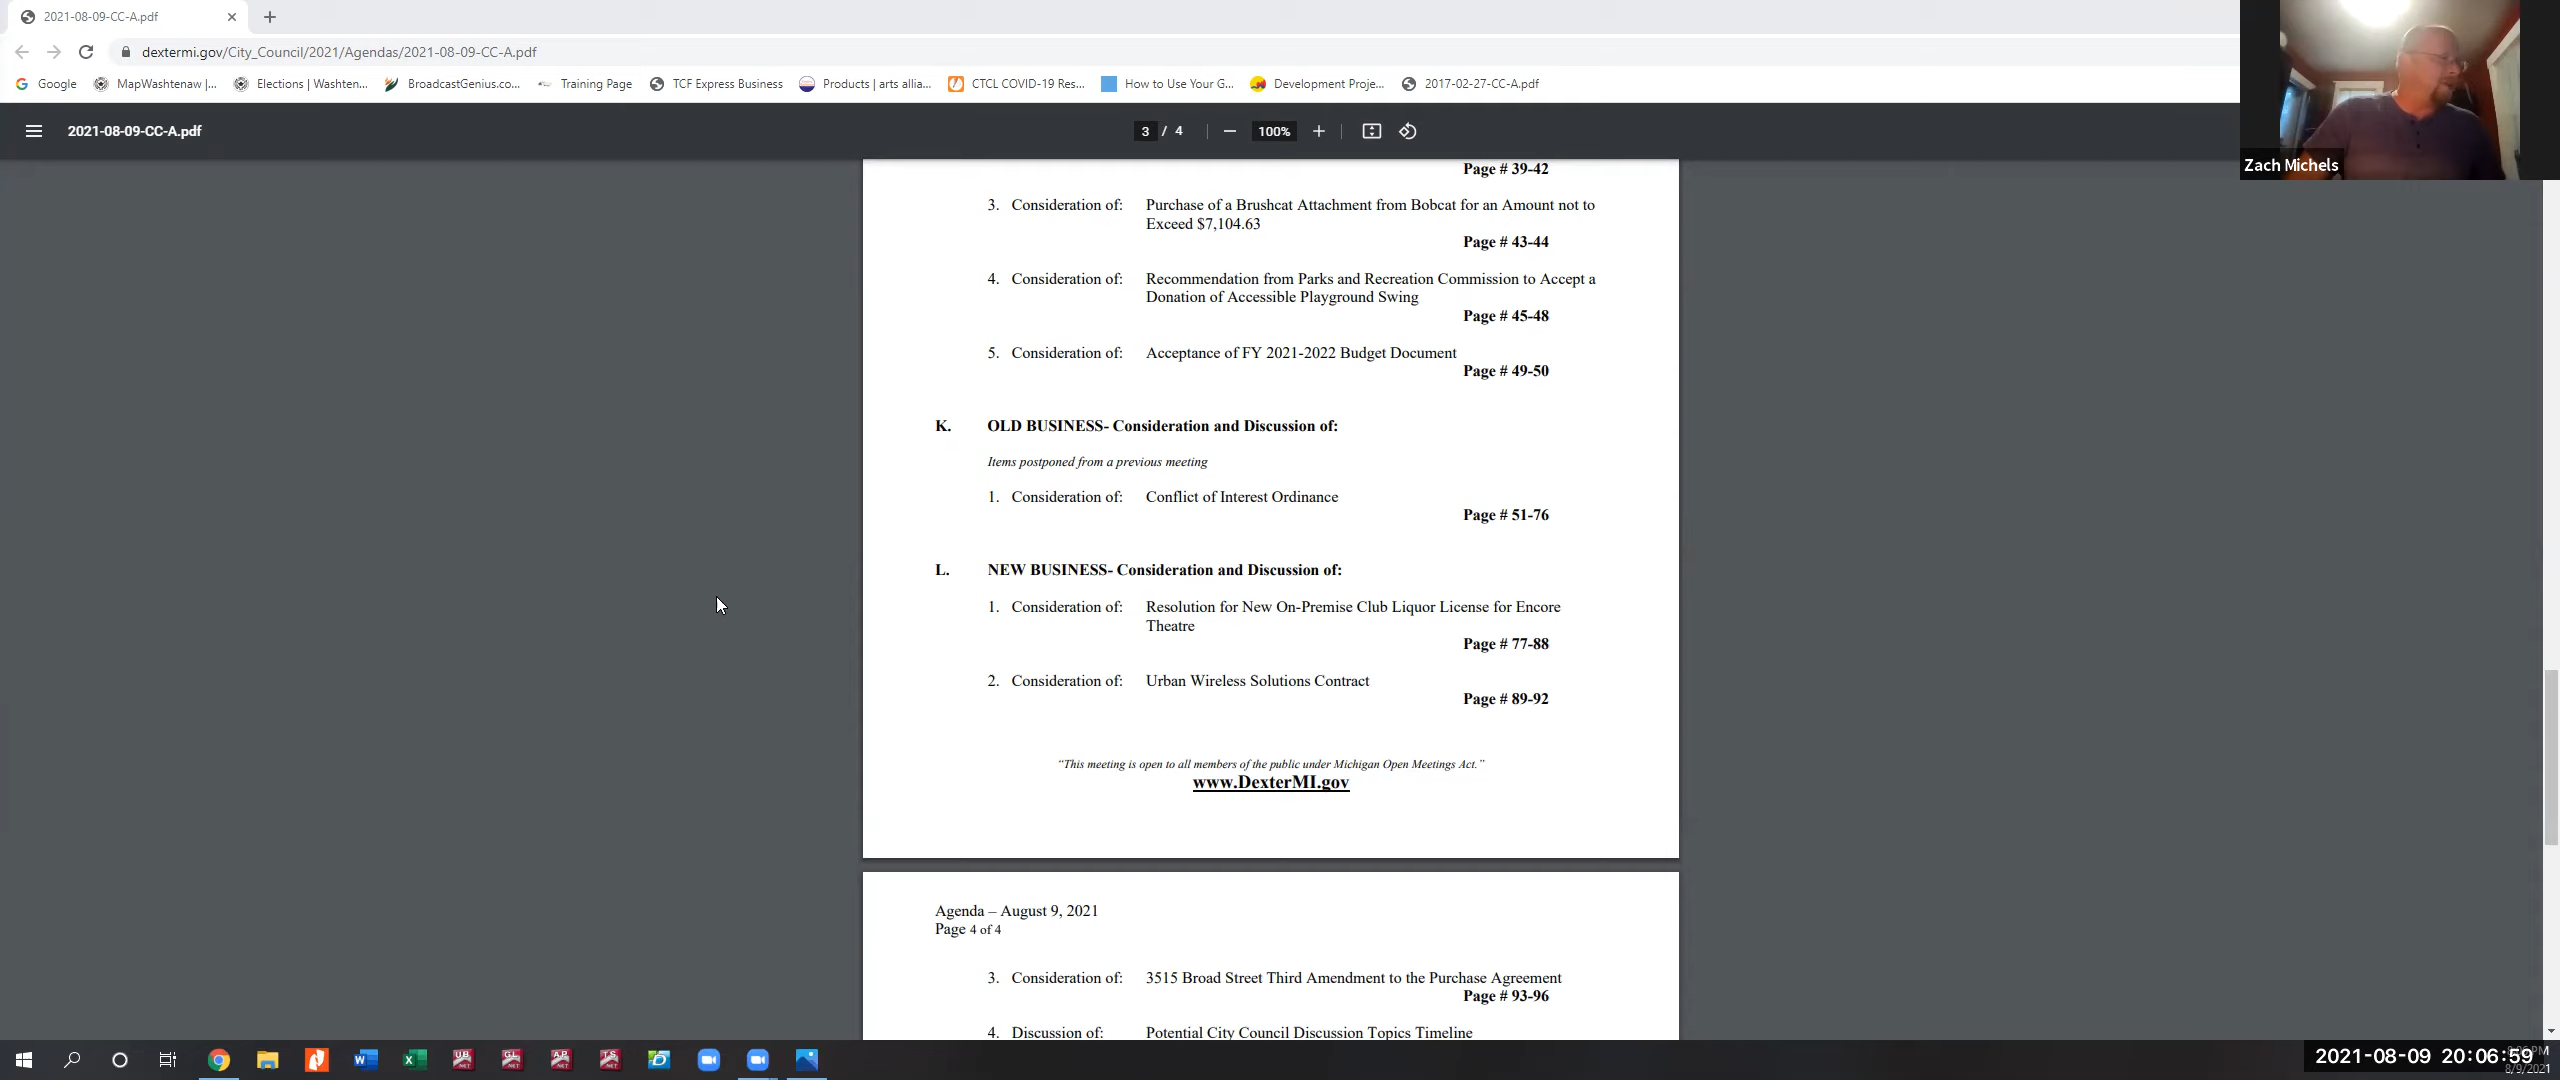 2021-08-09-CC-A.pdf
dextermi.gov/City_Council/2021/Agendas/2021-08-09-CC-A.pdf
Google MapWashtenaw |... Elections | Washten... BroadcastGenius.co... Training Page TCF Express Business Products | arts allia... CTCL COVID-19 Res... How to Use Your G... Development Proje... 2017-02-27-CC-A.pdf
2021-08-09-CC-A.pdf 3 / 4 100%
Zach Michels
Page # 39-42
3. Consideration of: Purchase of a Brushcat Attachment from Bobcat for an Amount not to
Exceed $7,104.63
Page # 43-44
4. Consideration of: Recommendation from Parks and Recreation Commission to Accept a
Donation of Accessible Playground Swing
Page # 45-48
5. Consideration of: Acceptance of FY 2021-2022 Budget Document
Page # 49-50
K. OLD BUSINESS- Consideration and Discussion of:
Items postponed from a previous meeting
1. Consideration of: Conflict of Interest Ordinance
Page # 51-76
L. NEW BUSINESS- Consideration and Discussion of:
1. Consideration of: Resolution for New On-Premise Club Liquor License for Encore
Theatre
Page # 77-88
2. Consideration of: Urban Wireless Solutions Contract
Page # 89-92
“This meeting is open to all members of the public under Michigan Open Meetings Act.”
www.DexterMI.gov
Agenda – August 9, 2021
Page 4 of 4
3. Consideration of: 3515 Broad Street Third Amendment to the Purchase Agreement
Page # 93-96
4. Discussion of: Potential City Council Discussion Topics Timeline
2021-08-09 20:06:59
8/9/2021